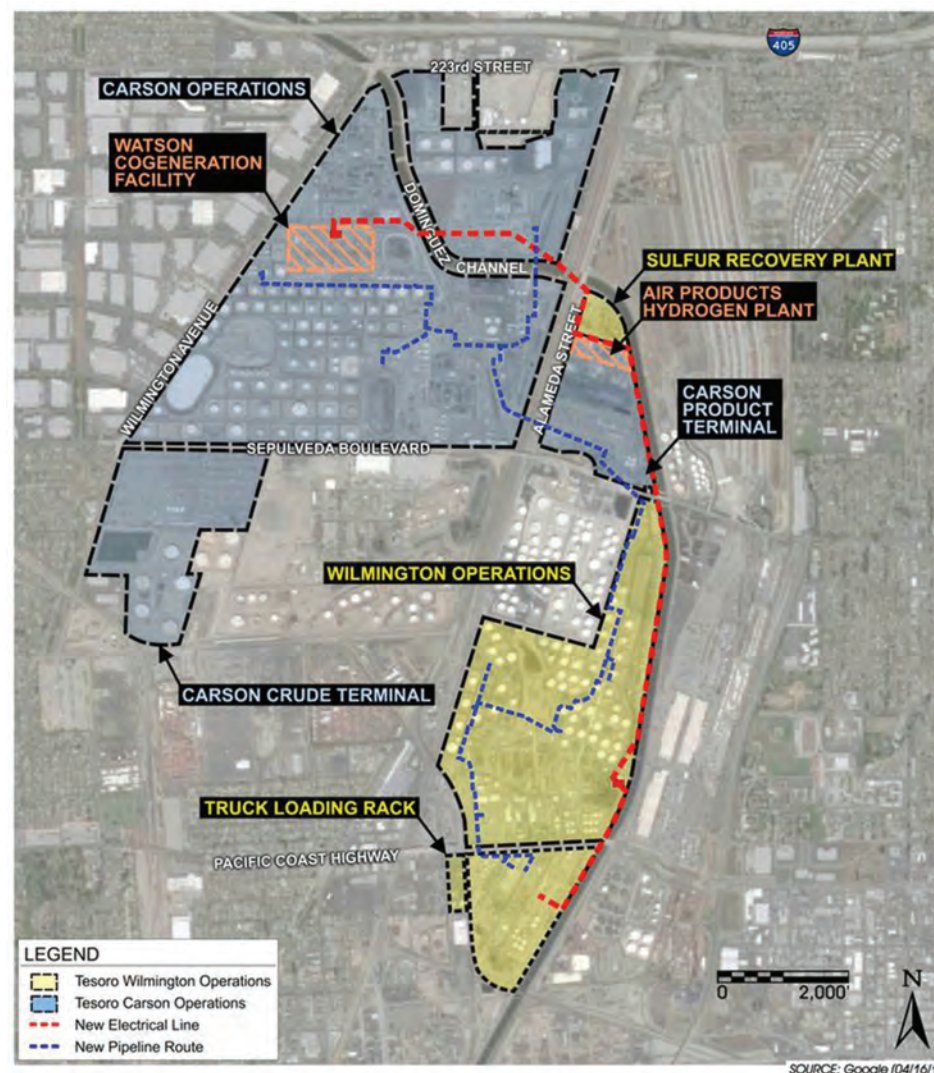 405
223rd STREET
CARSON OPERATIONS
WATSON
COGENERATION
FACILITY
DOMINGUEZ
CHANNEL
SULFUR RECOVERY PLANT
AIR PRODUCTS
HYDROGEN PLANT
WILMINGTON AVENUE
ALAMEDA STREET
CARSON
PRODUCT
TERMINAL
SEPULVEDA BOULEVARD
WILMINGTON OPERATIONS
CARSON CRUDE TERMINAL
TRUCK LOADING RACK
PACIFIC COAST HIGHWAY
LEGEND
Tesoro Wilmington Operations
Tesoro Carson Operations
New Electrical Line
New Pipeline Route
0 2,000'
N
SOURCE: Google (04/16/